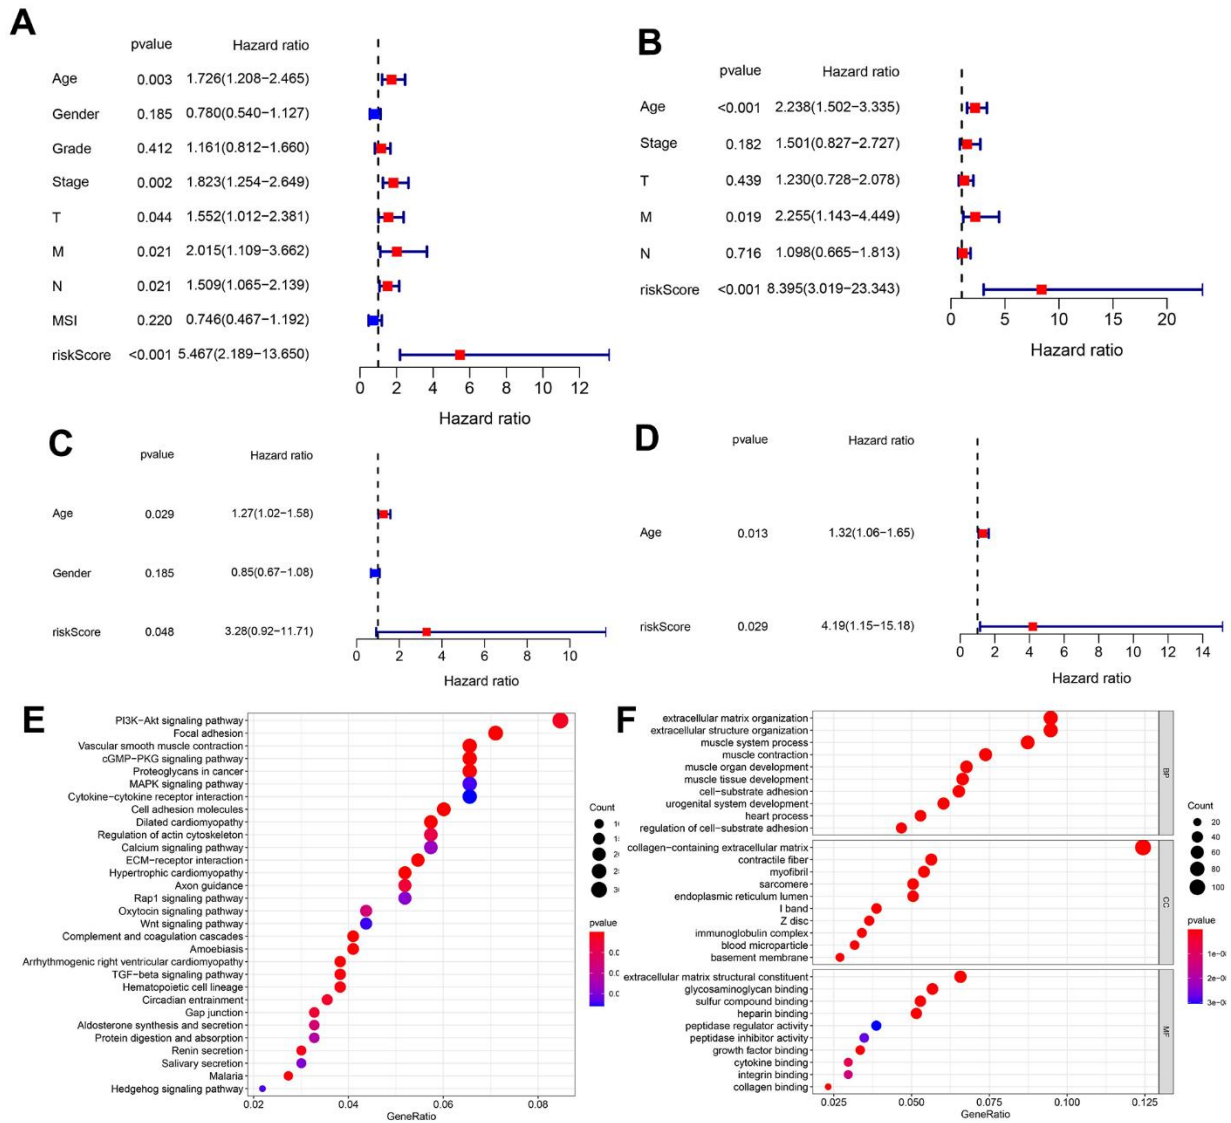 A
pvalue Hazard ratio
Age 0.003 1.726(1.208−2.465)
Gender 0.185 0.780(0.540−1.127)
Grade 0.412 1.161(0.812−1.660)
Stage 0.002 1.823(1.254−2.649)
T 0.044 1.552(1.012−2.381)
M 0.021 2.015(1.109−3.662)
N 0.021 1.509(1.065−2.139)
MSI 0.220 0.746(0.467−1.192)
riskScore <0.001 5.467(2.189−13.650)
0 2 4 6 8 10 12
Hazard ratio
B
pvalue Hazard ratio
Age <0.001 2.238(1.502−3.335)
Stage 0.182 1.501(0.827−2.727)
T 0.439 1.230(0.728−2.078)
M 0.019 2.255(1.143−4.449)
N 0.716 1.098(0.665−1.813)
riskScore <0.001 8.395(3.019−23.343)
0 5 10 15 20
Hazard ratio
C
pvalue Hazard ratio
Age 0.029 1.27(1.02−1.58)
Gender 0.185 0.85(0.67−1.08)
riskScore 0.048 3.28(0.92−11.71)
0 2 4 6 8 10
Hazard ratio
D
pvalue Hazard ratio
Age 0.013 1.32(1.06−1.65)
riskScore 0.029 4.19(1.15−15.18)
0 2 4 6 8 10 12 14
Hazard ratio
E
PI3K−Akt signaling pathway
Focal adhesion
Vascular smooth muscle contraction
cGMP−PKG signaling pathway
Proteoglycans in cancer
MAPK signaling pathway
Cytokine−cytokine receptor interaction
Cell adhesion molecules
Dilated cardiomyopathy
Regulation of actin cytoskeleton
Calcium signaling pathway
ECM−receptor interaction
Hypertrophic cardiomyopathy
Axon guidance
Rap1 signaling pathway
Oxytocin signaling pathway
Wnt signaling pathway
Complement and coagulation cascades
Amoebiasis
Arrhythmogenic right ventricular cardiomyopathy
TGF−beta signaling pathway
Hematopoietic cell lineage
Circadian entrainment
Gap junction
Aldosterone synthesis and secretion
Protein digestion and absorption
Renin secretion
Salivary secretion
Malaria
Hedgehog signaling pathway
0.02 0.04 0.06 0.08
GeneRatio
Count
pvalue
F
extracellular matrix organization
extracellular structure organization
muscle system process
muscle contraction
muscle organ development
muscle tissue development
cell−substrate adhesion
urogenital system development
heart process
regulation of cell−substrate adhesion
BP
collagen−containing extracellular matrix
contractile fiber
myofibril
sarcomere
endoplasmic reticulum lumen
I band
Z disc
immunoglobulin complex
blood microparticle
basement membrane
CC
extracellular matrix structural constituent
glycosaminoglycan binding
sulfur compound binding
heparin binding
peptidase regulator activity
peptidase inhibitor activity
growth factor binding
cytokine binding
integrin binding
collagen binding
MF
0.025 0.050 0.075 0.100 0.125
GeneRatio
Count
20
40
60
80
100
pvalue